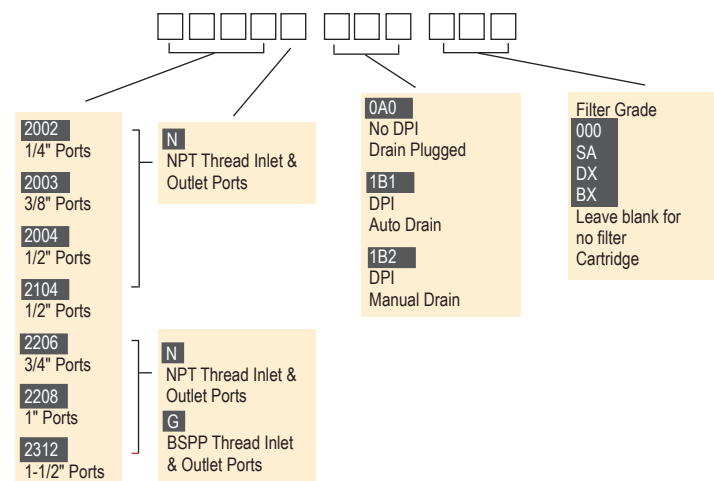 2002
1/4" Ports
2003
3/8" Ports
2004
1/2" Ports
2104
1/2" Ports
2206
3/4" Ports
2208
1" Ports
2312
1-1/2" Ports
N
NPT Thread Inlet &
Outlet Ports
N
NPT Thread Inlet &
Outlet Ports
G
BSPP Thread Inlet
& Outlet Ports
0A0
No DPI
Drain Plugged
1B1
DPI
Auto Drain
1B2
DPI
Manual Drain
Filter Grade
000
SA
DX
BX
Leave blank for
no filter
Cartridge